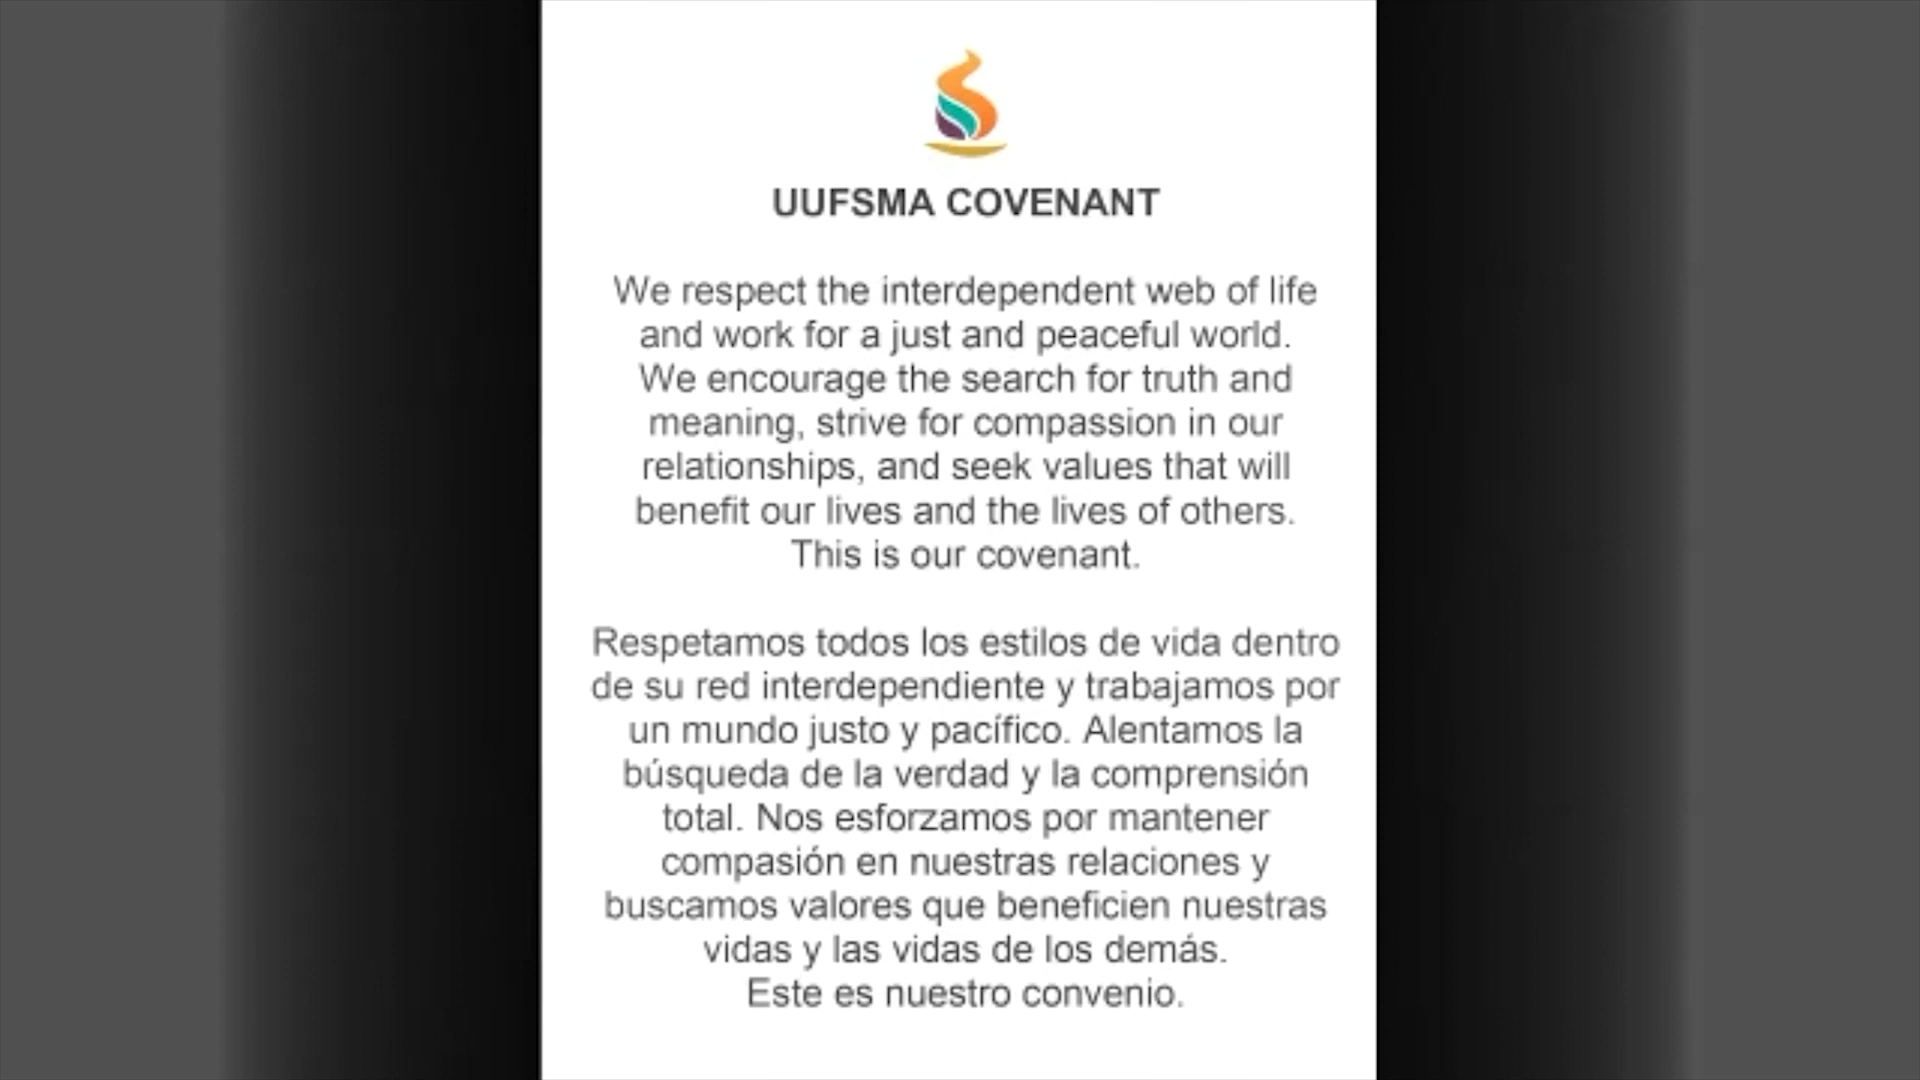 UUFSMA COVENANT
We respect the interdependent web of life
and work for a just and peaceful world.
We encourage the search for truth and
meaning, strive for compassion in our
relationships, and seek values that will
benefit our lives and the lives of others.
This is our covenant.
Respetamos todos los estilos de vida dentro
de su red interdependiente y trabajamos por
un mundo justo y pacífico. Alentamos la
búsqueda de la verdad y la comprensión
total. Nos esforzamos por mantener
compasión en nuestras relaciones y
buscamos valores que beneficien nuestras
vidas y las vidas de los demás.
Este es nuestro convenio.